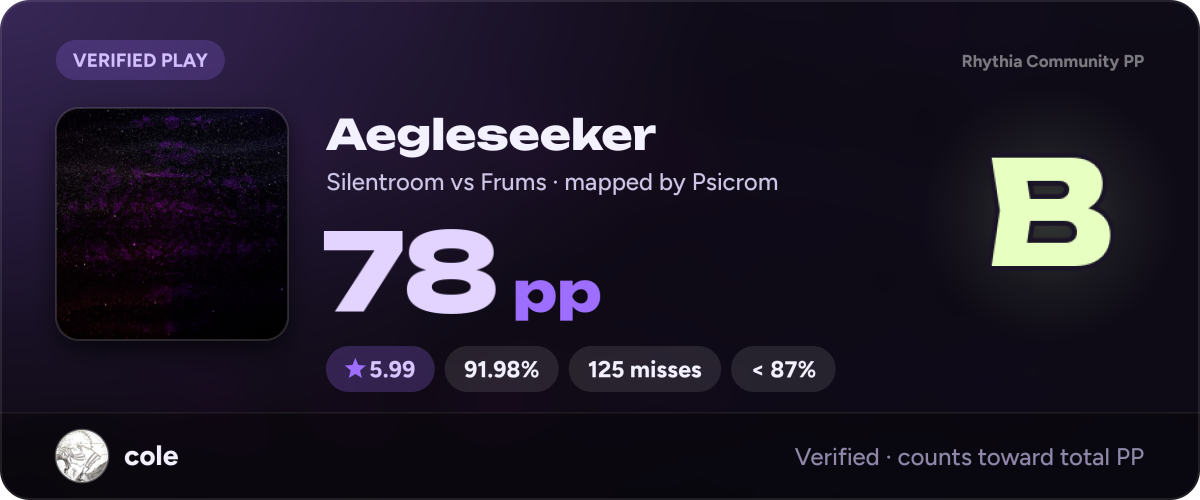 VERIFIED PLAY
Rhythia Community PP
Aegleseeker
Silentroom vs Frums · mapped by Psicrom
B
78 pp
★ 5.99
91.98%
125 misses
< 87%
cole
Verified · counts toward total PP